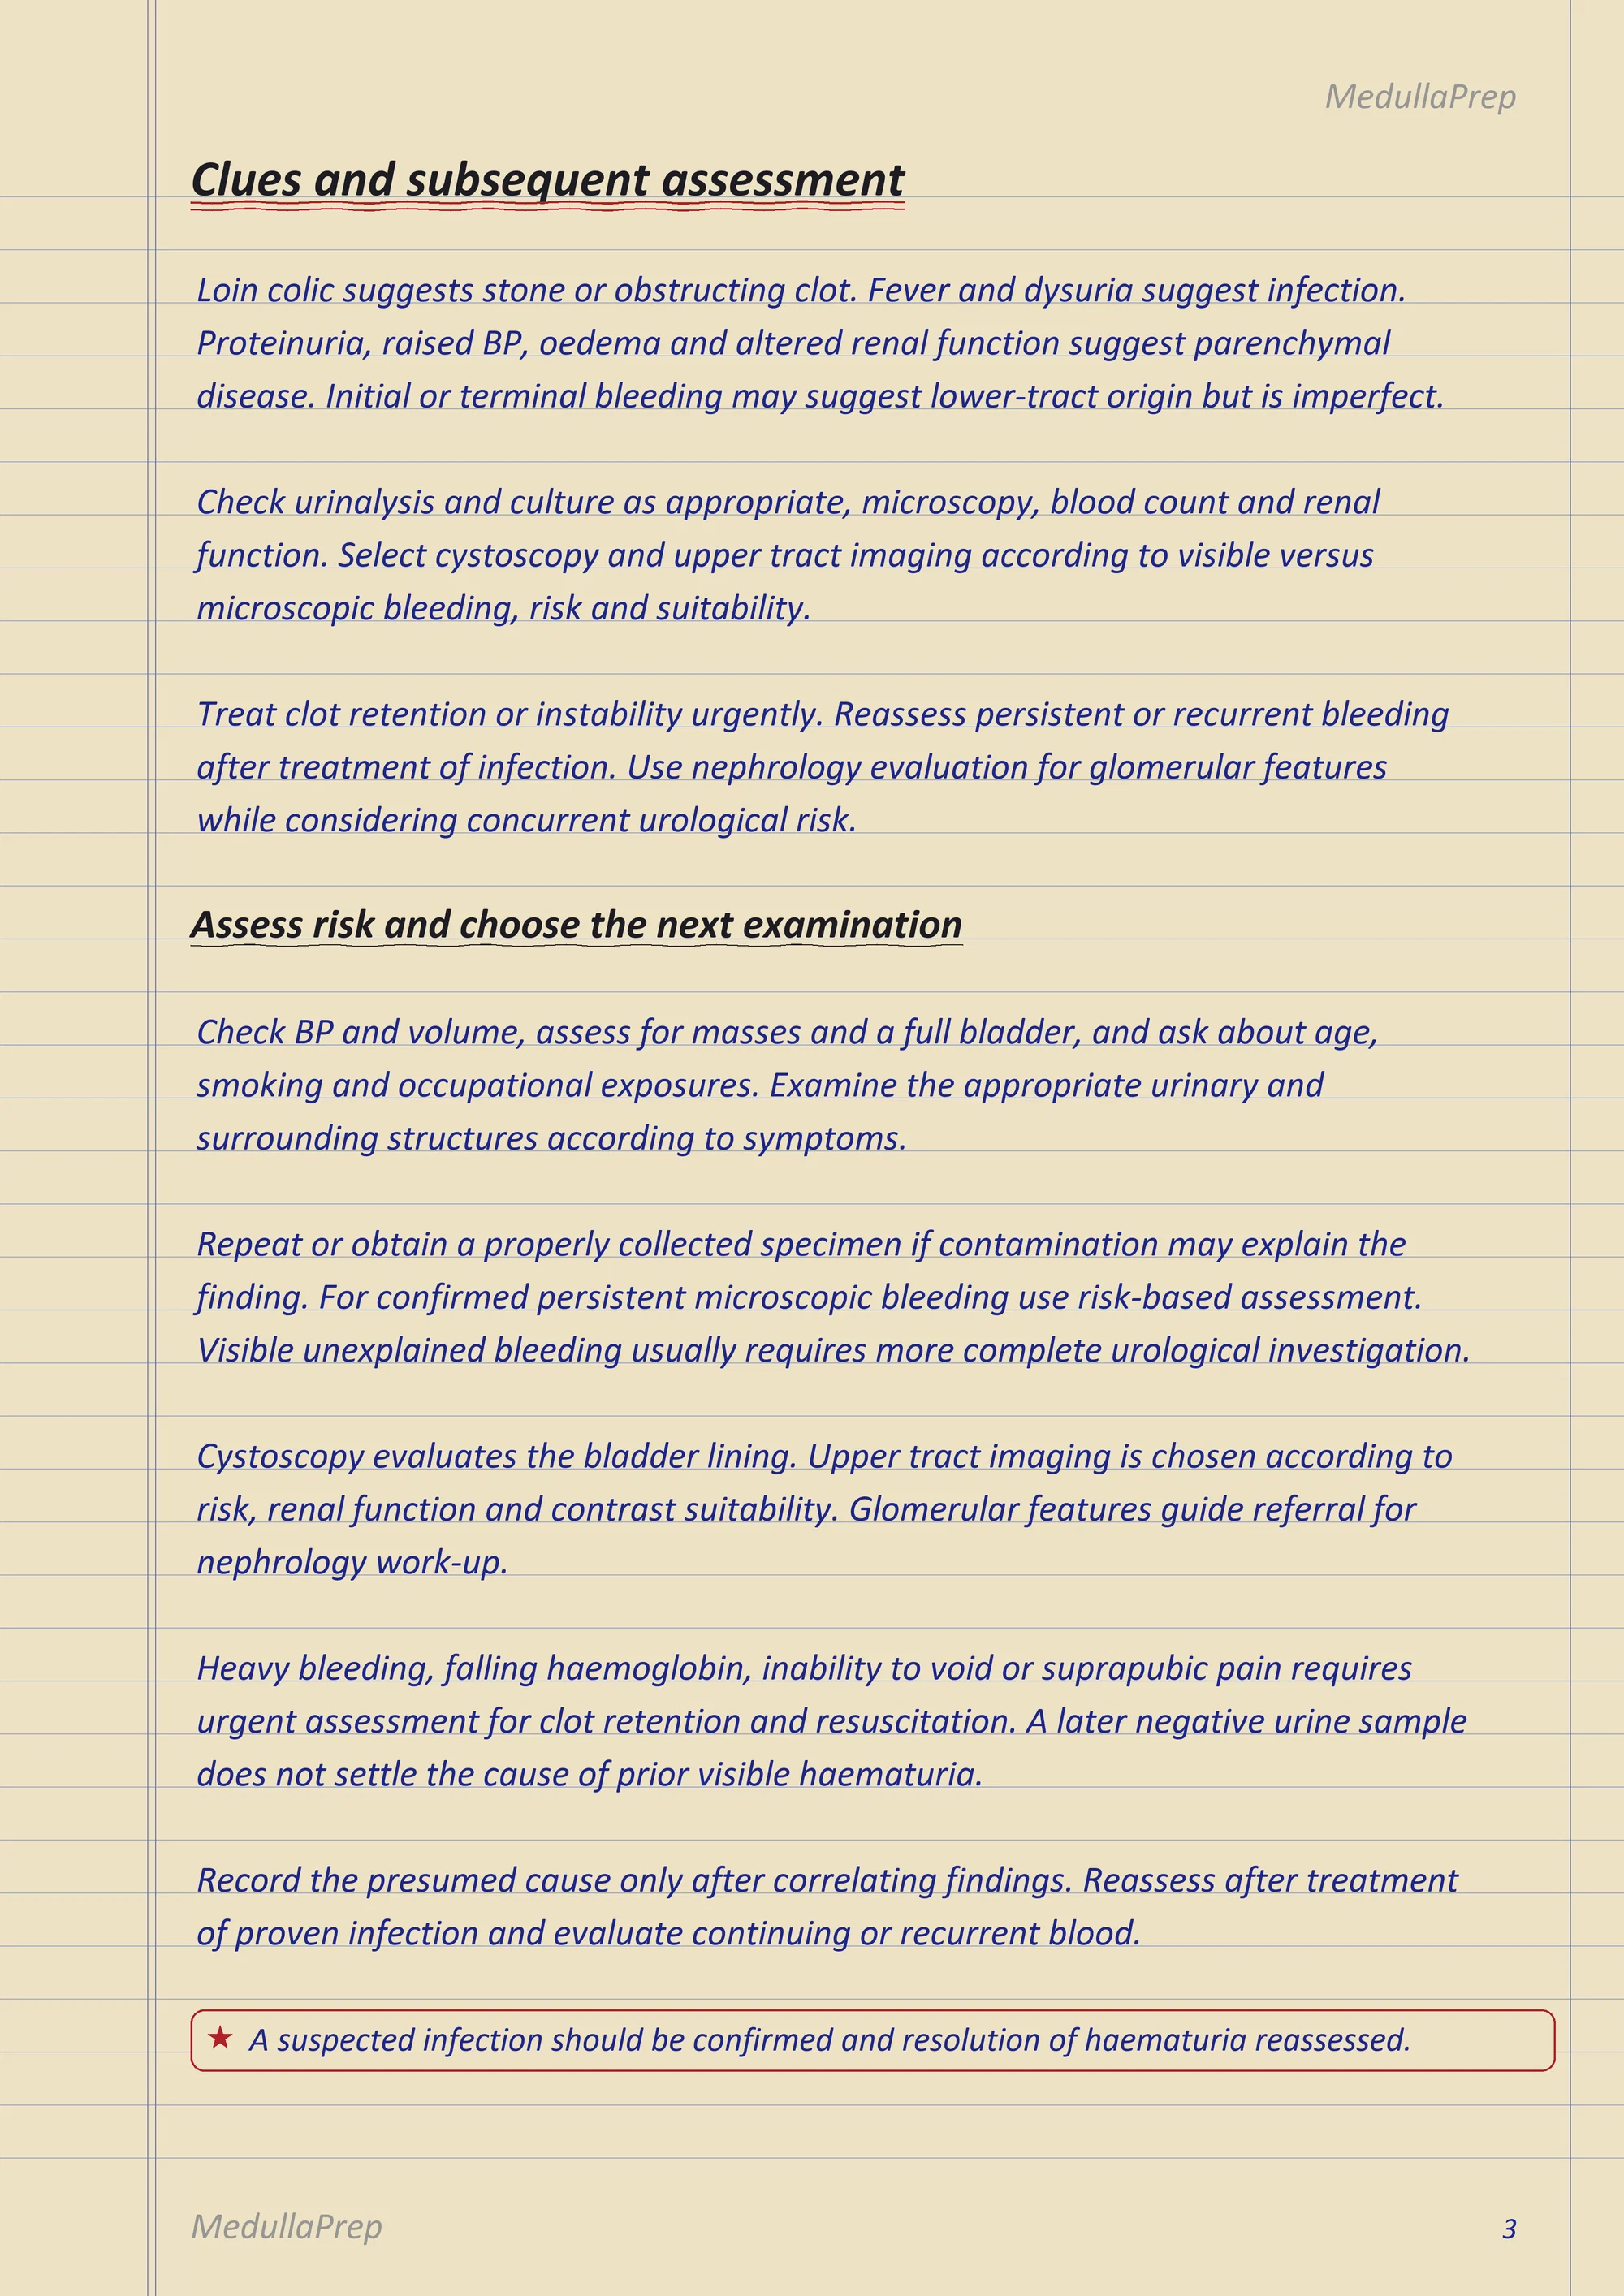 MedullaPrep
Clues and subsequent assessment
Loin colic suggests stone or obstructing clot. Fever and dysuria suggest infection.
Proteinuria, raised BP, oedema and altered renal function suggest parenchymal
disease. Initial or terminal bleeding may suggest lower-tract origin but is imperfect.
Check urinalysis and culture as appropriate, microscopy, blood count and renal
function. Select cystoscopy and upper tract imaging according to visible versus
microscopic bleeding, risk and suitability.
Treat clot retention or instability urgently. Reassess persistent or recurrent bleeding
after treatment of infection. Use nephrology evaluation for glomerular features
while considering concurrent urological risk.
Assess risk and choose the next examination
Check BP and volume, assess for masses and a full bladder, and ask about age,
smoking and occupational exposures. Examine the appropriate urinary and
surrounding structures according to symptoms.
Repeat or obtain a properly collected specimen if contamination may explain the
finding. For confirmed persistent microscopic bleeding use risk-based assessment.
Visible unexplained bleeding usually requires more complete urological investigation.
Cystoscopy evaluates the bladder lining. Upper tract imaging is chosen according to
risk, renal function and contrast suitability. Glomerular features guide referral for
nephrology work-up.
Heavy bleeding, falling haemoglobin, inability to void or suprapubic pain requires
urgent assessment for clot retention and resuscitation. A later negative urine sample
does not settle the cause of prior visible haematuria.
Record the presumed cause only after correlating findings. Reassess after treatment
of proven infection and evaluate continuing or recurrent blood.
★ A suspected infection should be confirmed and resolution of haematuria reassessed.
MedullaPrep
3